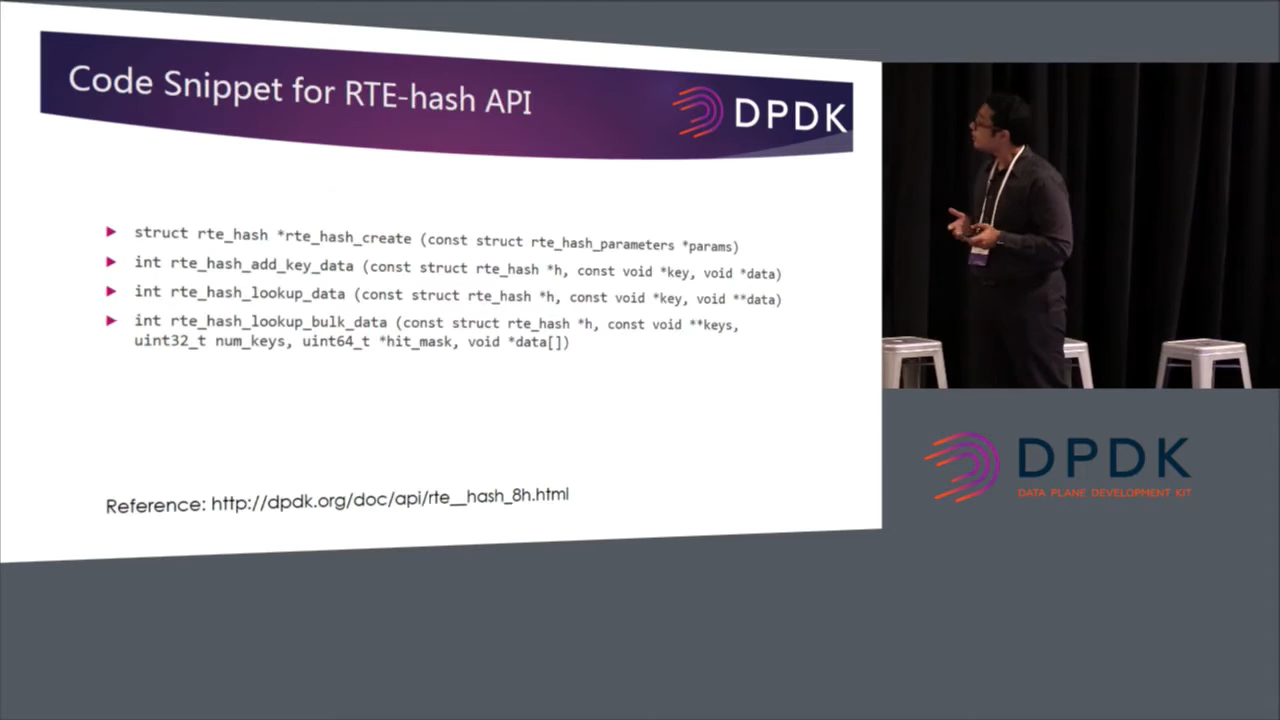 Code Snippet for RTE-hash API
DPDK
struct rte_hash *rte_hash_create (const struct rte_hash_parameters *params)
int rte_hash_add_key_data (const struct rte_hash *h, const void *key, void *data)
int rte_hash_lookup_data (const struct rte_hash *h, const void *key, void **data)
int rte_hash_lookup_bulk_data (const struct rte_hash *h, const void **keys,
uint32_t num_keys, uint64_t *hit_mask, void *data[])
Reference: http://dpdk.org/doc/api/rte__hash_8h.html
DPDK
DATA PLANE DEVELOPMENT KIT